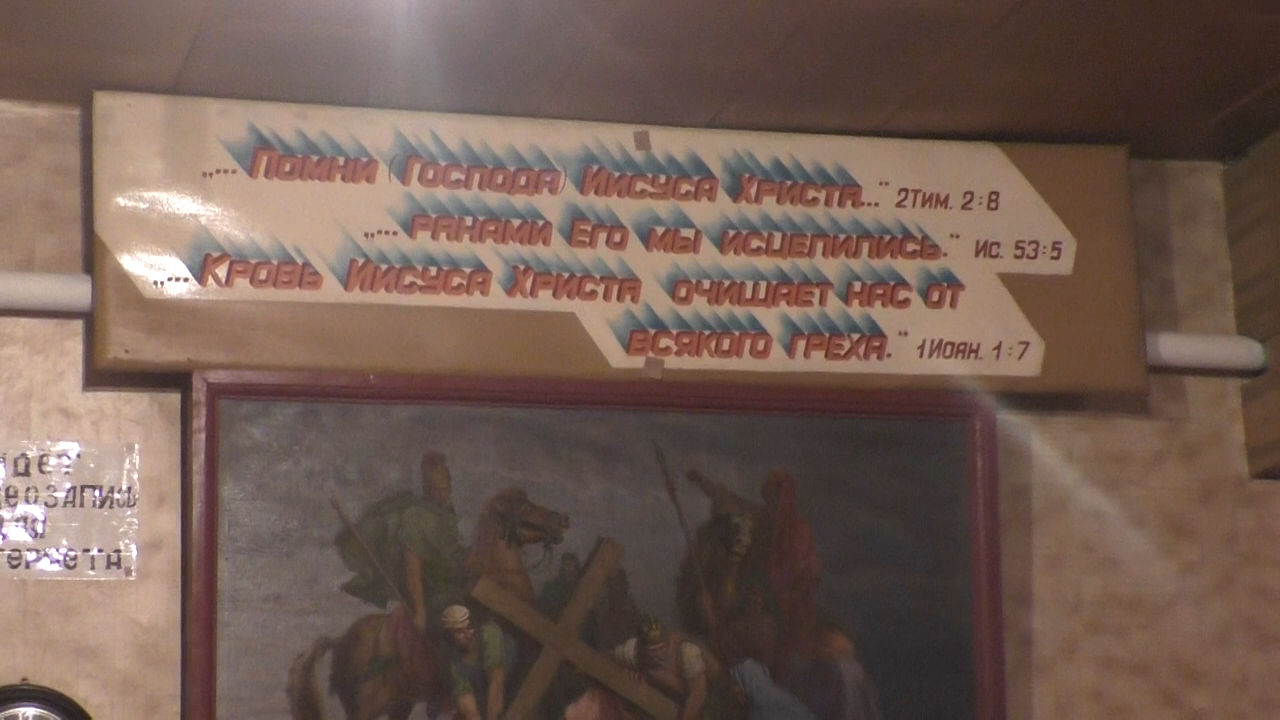 „... Помни (Господа) Иисуса Христа..." 2Тим. 2:8
„... ранами Его мы исцелились." Ис. 53:5
„... Кровь Иисуса Христа очищает нас от
всякого греха." 1Иоан. 1:7